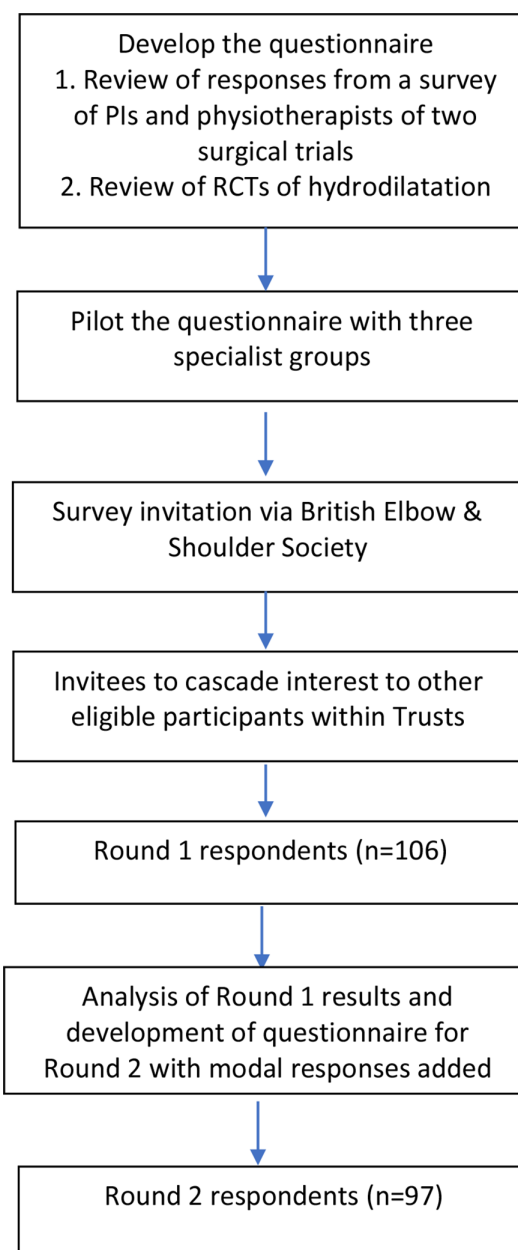 Develop the questionnaire
1. Review of responses from a survey
of PIs and physiotherapists of two
surgical trials
2. Review of RCTs of hydrodilatation
Pilot the questionnaire with three
specialist groups
Survey invitation via British Elbow &
Shoulder Society
Invitees to cascade interest to other
eligible participants within Trusts
Round 1 respondents (n=106)
Analysis of Round 1 results and
development of questionnaire for
Round 2 with modal responses added
Round 2 respondents (n=97)